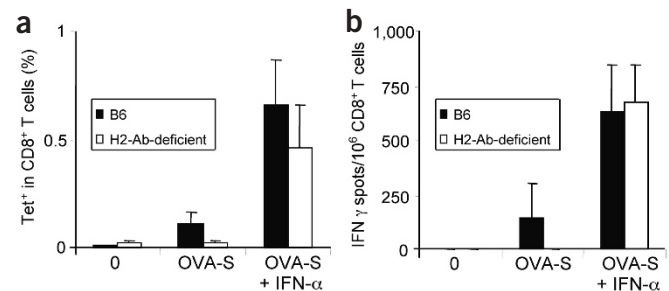 a
Tet⁺ in CD8⁺ T cells (%)
1
0.5
0
B6
H2-Ab-deficient
0 OVA-S OVA-S
+ IFN-α
b
IFN γ spots/10⁶ CD8⁺ T cells
1,000
750
500
250
0
B6
H2-Ab-deficient
0 OVA-S OVA-S
+ IFN-α